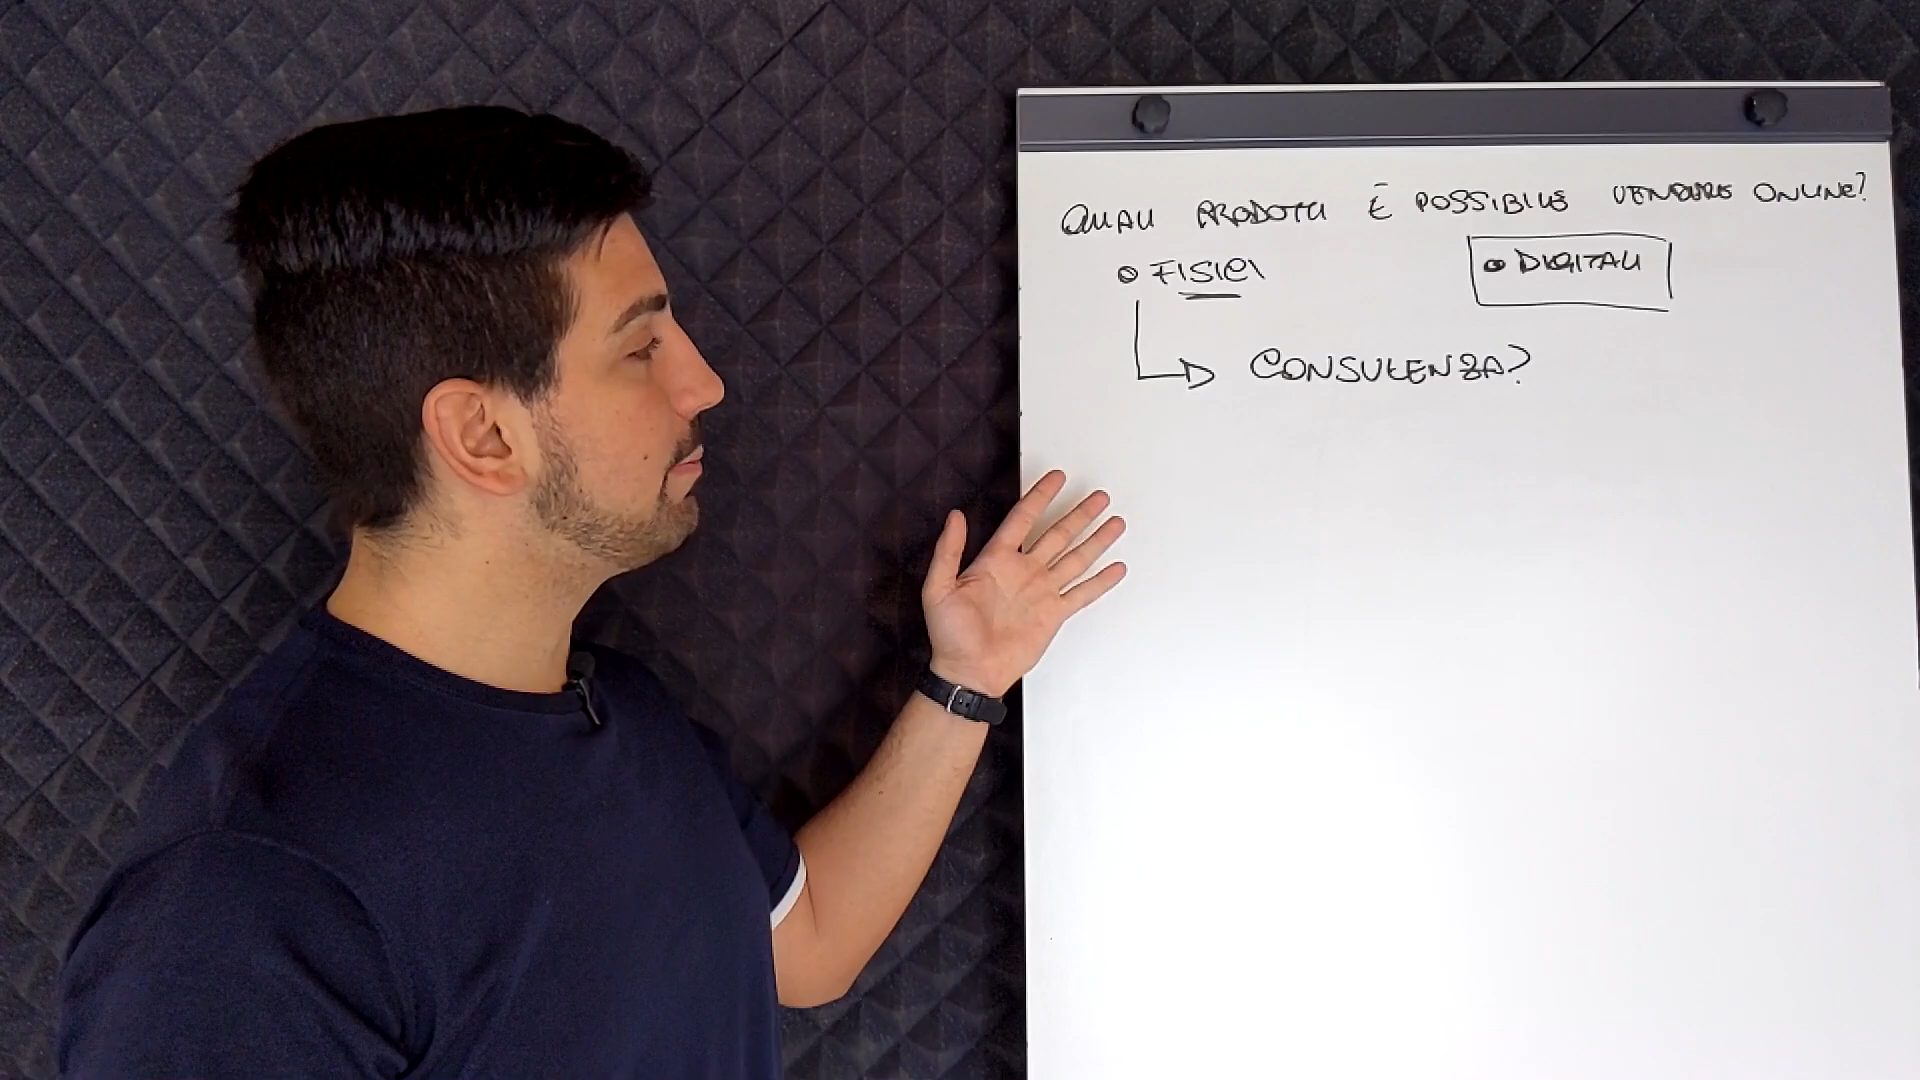 QUALI PRODOTTI È POSSIBILE VENDERE ONLINE?
• FISICI • DIGITALI
CONSULENZA?